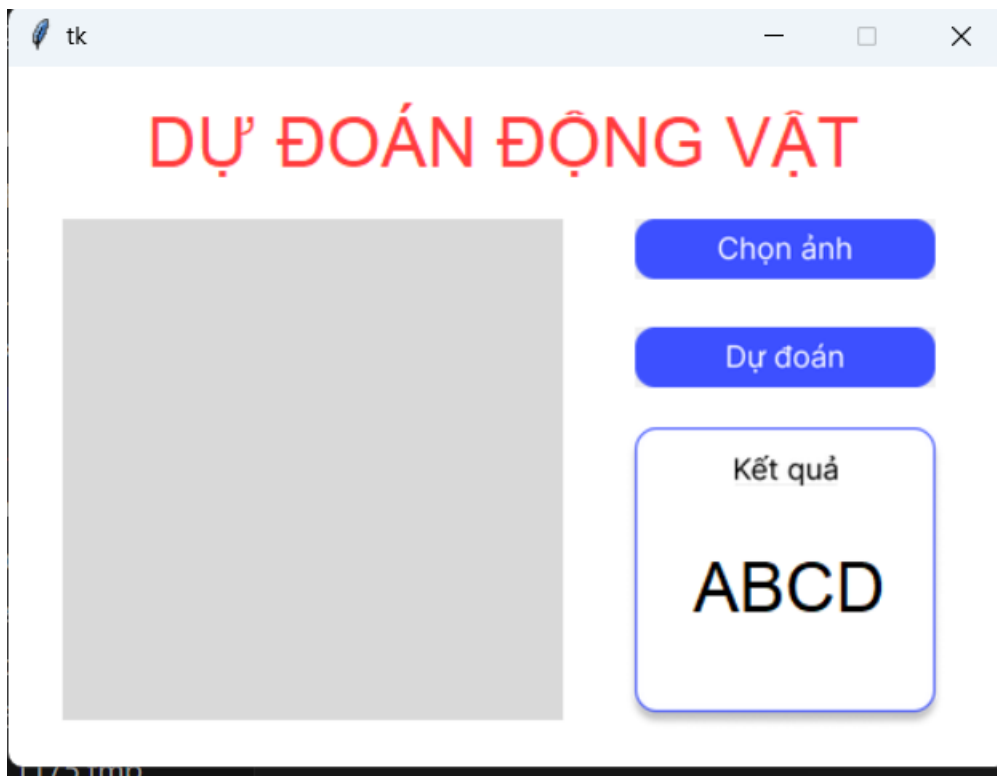 tk
DỰ ĐOÁN ĐỘNG VẬT
Chọn ảnh
Dự đoán
Kết quả
ABCD